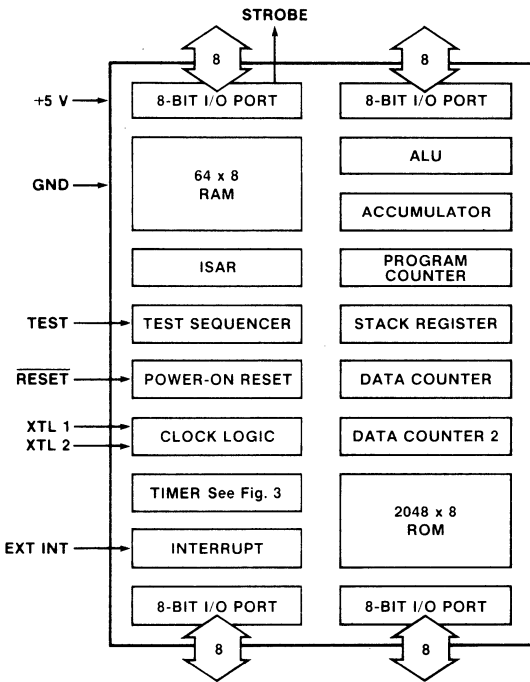 STROBE
8
8
+5 V
8-BIT I/O PORT
8-BIT I/O PORT
GND
64 x 8
RAM
ALU
ACCUMULATOR
ISAR
PROGRAM
COUNTER
TEST
TEST SEQUENCER
STACK REGISTER
RESET
POWER-ON RESET
DATA COUNTER
XTL 1
XTL 2
CLOCK LOGIC
DATA COUNTER 2
TIMER See Fig. 3
2048 x 8
ROM
EXT INT
INTERRUPT
8-BIT I/O PORT
8-BIT I/O PORT
8
8